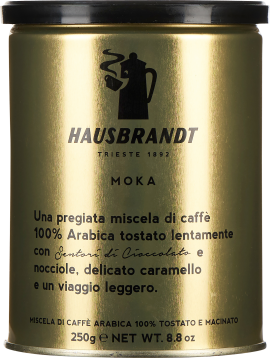 HAUSBRANDT
TRIESTE 1892
MOKA
Una pregiata miscela di caffè
100% Arabica tostato lentamente
con Sentori di Cioccolato e
nocciole, delicato caramello
e un viaggio leggero.
MISCELA DI CAFFÈ ARABICA 100% TOSTATO E MACINATO
250g e NET WT. 8.8 oz